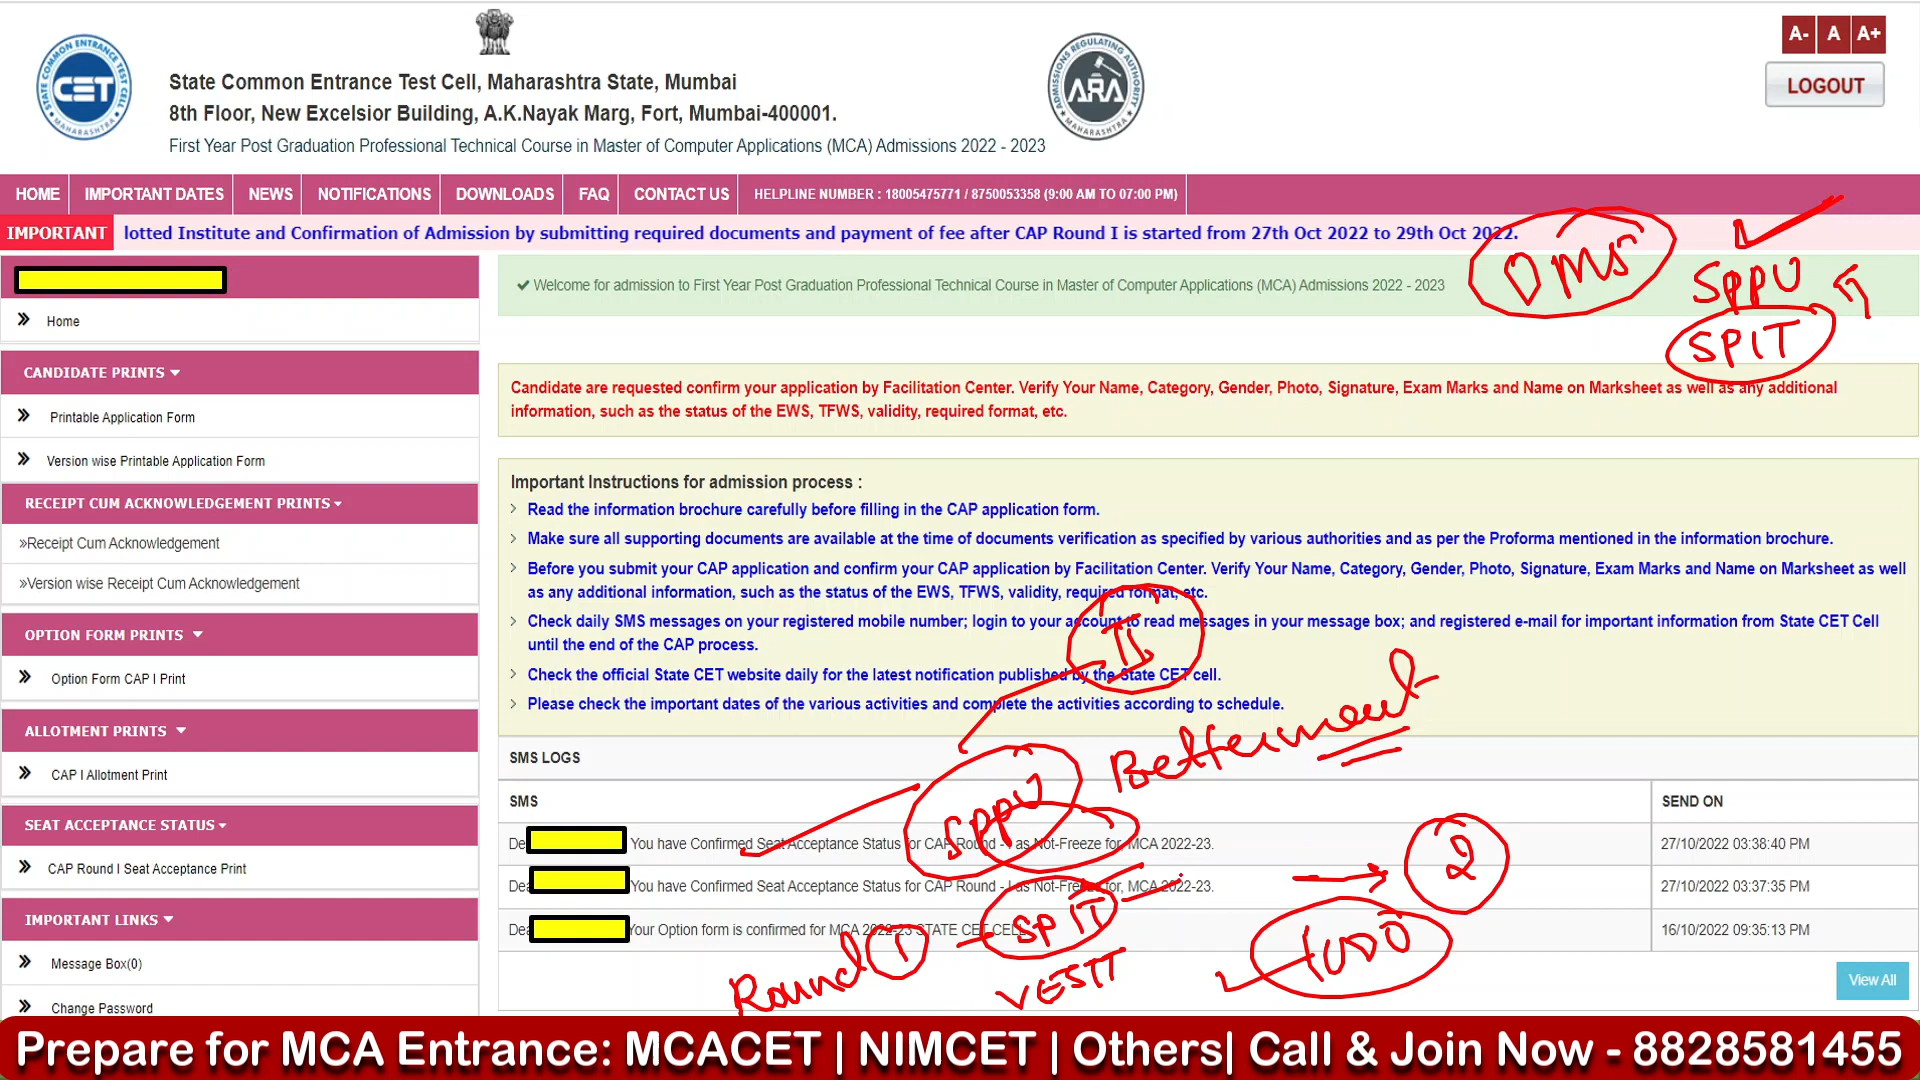 A- A A+
STATE COMMON ENTRANCE TEST CELL
CET
MAHARASHTRA
State Common Entrance Test Cell, Maharashtra State, Mumbai
8th Floor, New Excelsior Building, A.K.Nayak Marg, Fort, Mumbai-400001.
First Year Post Graduation Professional Technical Course in Master of Computer Applications (MCA) Admissions 2022 - 2023
ADMISSIONS REGULATING AUTHORITY
ARA
MAHARASHTRA
LOGOUT
HOME IMPORTANT DATES NEWS NOTIFICATIONS DOWNLOADS FAQ CONTACT US HELPLINE NUMBER : 18005475771 / 8750053358 (9:00 AM TO 07:00 PM)
IMPORTANT lotted Institute and Confirmation of Admission by submitting required documents and payment of fee after CAP Round I is started from 27th Oct 2022 to 29th Oct 2022.
DMS
SPPU
SPIT
Home
CANDIDATE PRINTS
Printable Application Form
Version wise Printable Application Form
RECEIPT CUM ACKNOWLEDGEMENT PRINTS
»Receipt Cum Acknowledgement
»Version wise Receipt Cum Acknowledgement
OPTION FORM PRINTS
Option Form CAP I Print
ALLOTMENT PRINTS
CAP I Allotment Print
SEAT ACCEPTANCE STATUS
CAP Round I Seat Acceptance Print
IMPORTANT LINKS
Message Box(0)
Change Password
Welcome for admission to First Year Post Graduation Professional Technical Course in Master of Computer Applications (MCA) Admissions 2022 - 2023
Candidate are requested confirm your application by Facilitation Center. Verify Your Name, Category, Gender, Photo, Signature, Exam Marks and Name on Marksheet as well as any additional
information, such as the status of the EWS, TFWS, validity, required format, etc.
Important Instructions for admission process :
Read the information brochure carefully before filling in the CAP application form.
Make sure all supporting documents are available at the time of documents verification as specified by various authorities and as per the Proforma mentioned in the information brochure.
Before you submit your CAP application and confirm your CAP application by Facilitation Center. Verify Your Name, Category, Gender, Photo, Signature, Exam Marks and Name on Marksheet as well
as any additional information, such as the status of the EWS, TFWS, validity, required format, etc.
Check daily SMS messages on your registered mobile number; login to your account to read messages in your message box; and registered e-mail for important information from State CET Cell
until the end of the CAP process.
Check the official State CET website daily for the latest notification published by the State CET cell.
Please check the important dates of the various activities and complete the activities according to schedule.
II
Betterment
SPPU
SMS LOGS
SMS SEND ON
De You have Confirmed Seat Acceptance Status for CAP Round - I as Not-Freeze for, MCA 2022-23. 27/10/2022 03:38:40 PM
Dea You have Confirmed Seat Acceptance Status for CAP Round - I as Not-Freeze for, MCA 2022-23. 27/10/2022 03:37:35 PM
Dea Your Option form is confirmed for MCA 2022-23 STATE CET CELL 16/10/2022 09:35:13 PM
2
SPIT
Round 1
VESIT
View All
Prepare for MCA Entrance: MCACET | NIMCET | Others| Call & Join Now - 8828581455